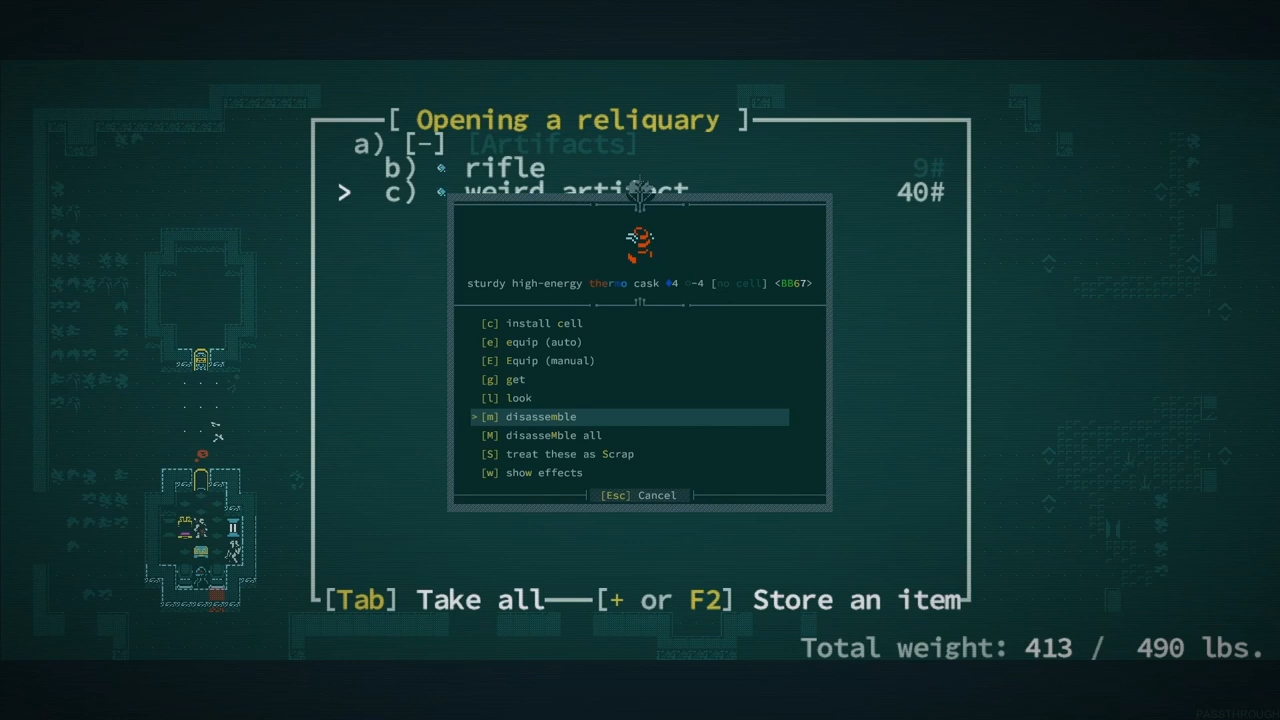 [ Opening a reliquary ]
a) [-] [Artifacts]
b) rifle 9#
> c) weird artifact 40#
sturdy high-energy thermo cask ♦4 ○-4 [no cell] <BB67>
[c] install cell
[e] equip (auto)
[E] Equip (manual)
[g] get
[l] look
>[m] disassemble
[M] disasseMble all
[S] treat these as Scrap
[w] show effects
[Esc] Cancel
[Tab] Take all [+ or F2] Store an item
Total weight: 413 / 490 lbs.